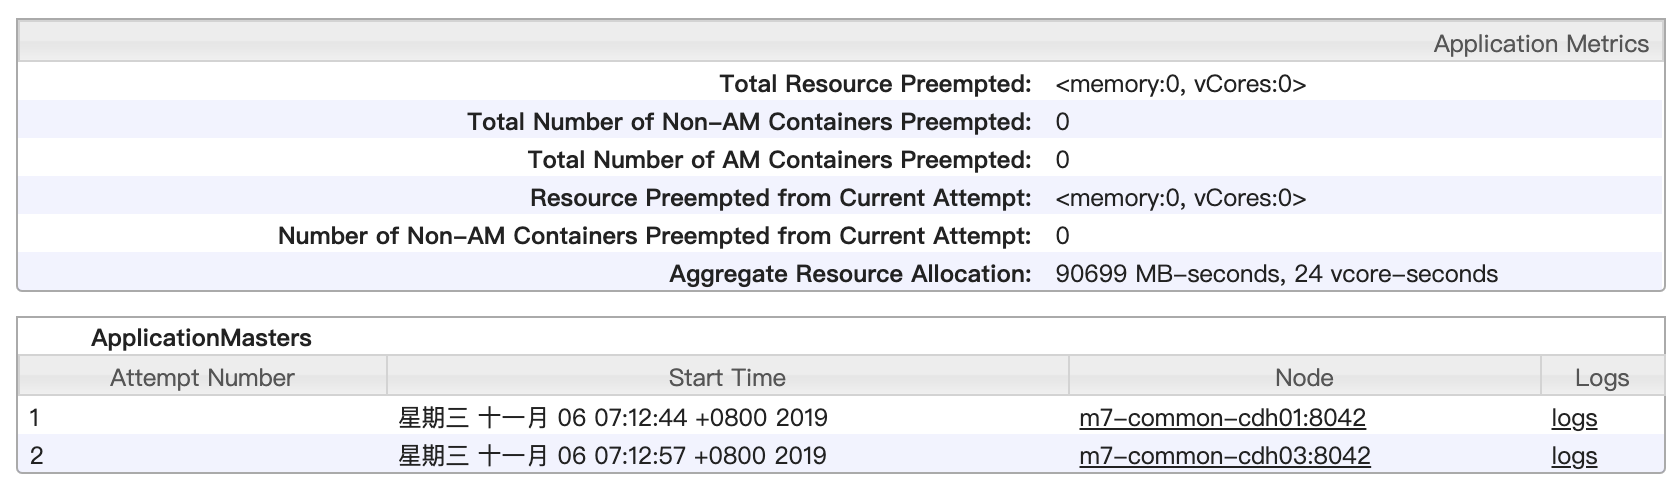 Application Metrics
Total Resource Preempted: <memory:0, vCores:0>
Total Number of Non-AM Containers Preempted: 0
Total Number of AM Containers Preempted: 0
Resource Preempted from Current Attempt: <memory:0, vCores:0>
Number of Non-AM Containers Preempted from Current Attempt: 0
Aggregate Resource Allocation: 90699 MB-seconds, 24 vcore-seconds
ApplicationMasters
Attempt Number Start Time Node Logs
1 星期三 十一月 06 07:12:44 +0800 2019 m7-common-cdh01:8042 logs
2 星期三 十一月 06 07:12:57 +0800 2019 m7-common-cdh03:8042 logs